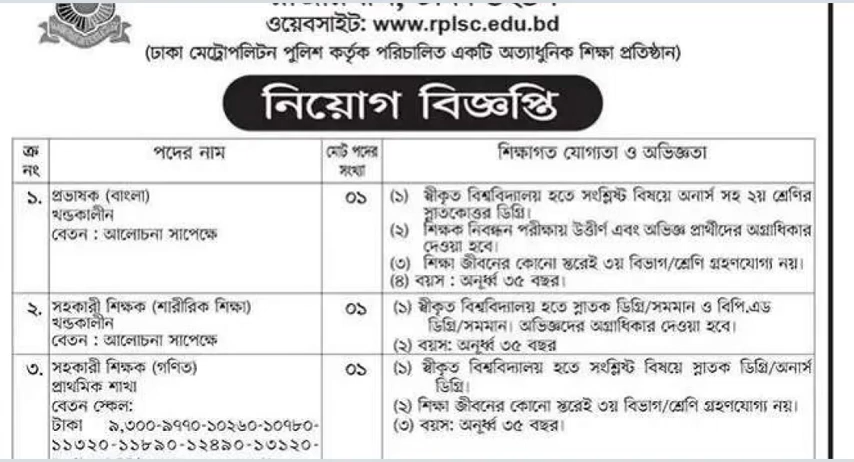 ওয়েবসাইট: www.rplsc.edu.bd
(ঢাকা মেট্রোপলিটন পুলিশ কর্তৃক পরিচালিত একটি অত্যাধুনিক শিক্ষা প্রতিষ্ঠান)
নিয়োগ বিজ্ঞপ্তি
ক্র নং
পদের নাম
মোট পদের সংখ্যা
শিক্ষাগত যোগ্যতা ও অভিজ্ঞতা
১. প্রভাষক (বাংলা)
খন্ডকালীন
বেতন : আলোচনা সাপেক্ষে
০১
(১) স্বীকৃত বিশ্ববিদ্যালয় হতে সংশ্লিষ্ট বিষয়ে অনার্স সহ ২য় শ্রেণির
স্নাতকোত্তর ডিগ্রি।
(২) শিক্ষক নিবন্ধন পরীক্ষায় উত্তীর্ণ এবং অভিজ্ঞ প্রার্থীদের অগ্রাধিকার
দেওয়া হবে।
(৩) শিক্ষা জীবনের কোনো স্তরেই ৩য় বিভাগ/শ্রেণি গ্রহণযোগ্য নয়।
(৪) বয়স : অনূর্ধ্ব ৩৫ বছর।
২. সহকারী শিক্ষক (শারীরিক শিক্ষা)
খন্ডকালীন
বেতন : আলোচনা সাপেক্ষে
০১
(১) স্বীকৃত বিশ্ববিদ্যালয় হতে স্নাতক ডিগ্রি/সমমান ও বিপি.এড
ডিগ্রি/সমমান। অভিজ্ঞদের অগ্রাধিকার দেওয়া হবে।
(২) বয়স: অনূর্ধ্ব ৩৫ বছর
৩. সহকারী শিক্ষক (গণিত)
প্রাথমিক শাখা
বেতন স্কেল:
টাকা ৯,৩০০-৯৭৭০-১০২৬০-১০৭৮০-
১১৩২০-১১৮৯০-১২৪৯০-১৩১২০-
০১
(১) স্বীকৃত বিশ্ববিদ্যালয় হতে সংশ্লিষ্ট বিষয়ে স্নাতক ডিগ্রি/অনার্স
ডিগ্রি।
(২) শিক্ষা জীবনের কোনো স্তরেই ৩য় বিভাগ/শ্রেণি গ্রহণযোগ্য নয়।
(৩) বয়স: অনূর্ধ্ব ৩৫ বছর।